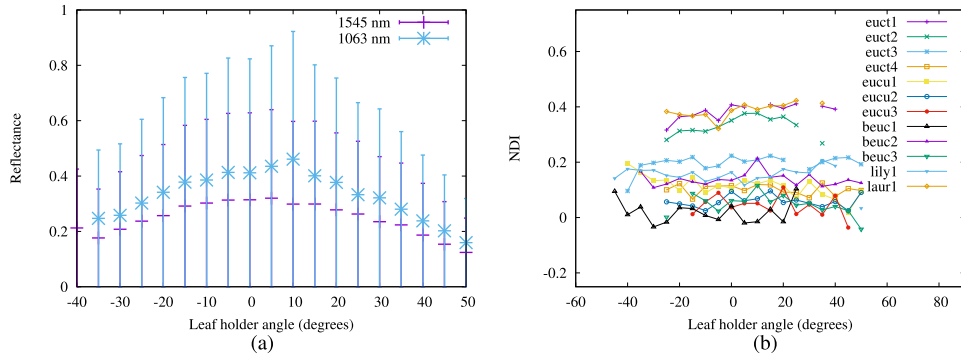 1545 nm
1063 nm
Reflectance
1
0.8
0.6
0.4
0.2
0
-40 -30 -20 -10 0 10 20 30 40 50
Leaf holder angle (degrees)
(a)
euct1
euct2
euct3
euct4
eucu1
eucu2
eucu3
beuc1
beuc2
beuc3
lily1
laur1
NDI
0.6
0.4
0.2
0
-0.2
-60 -40 -20 0 20 40 60 80
Leaf holder angle (degrees)
(b)